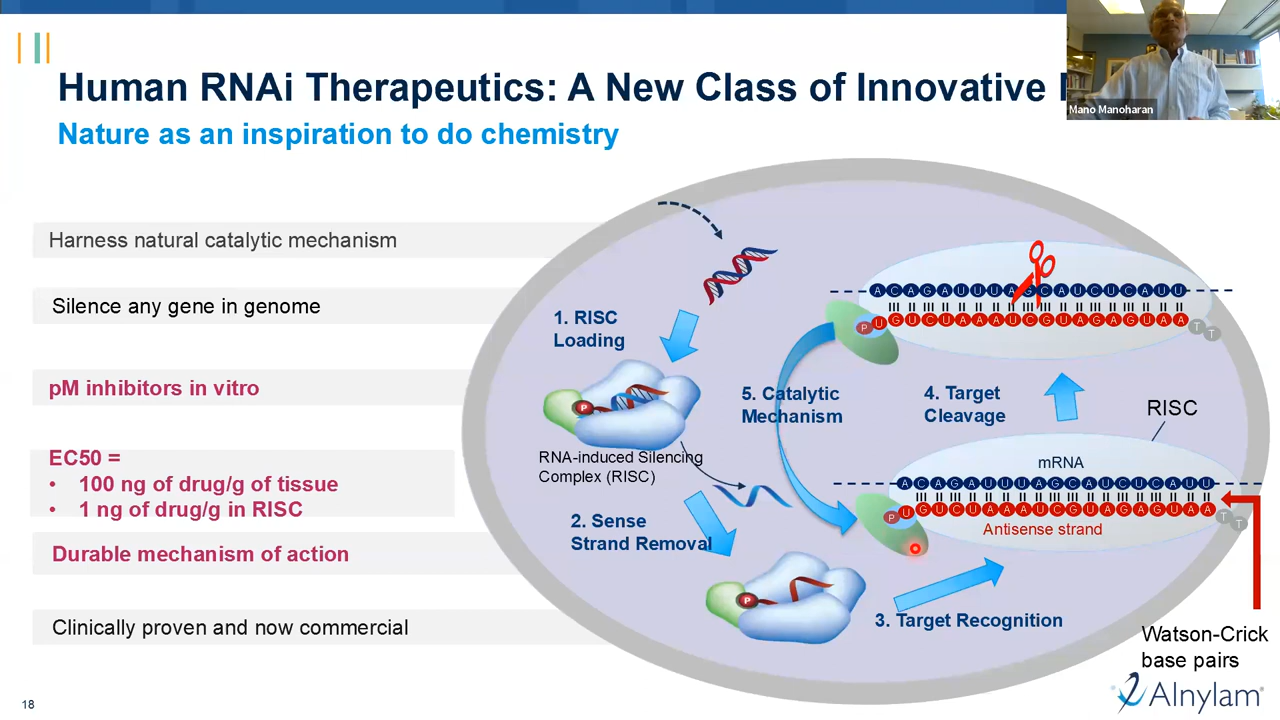 Human RNAi Therapeutics: A New Class of Innovative
Mano Manoharan
Nature as an inspiration to do chemistry
Harness natural catalytic mechanism
Silence any gene in genome
pM inhibitors in vitro
EC50 =
• 100 ng of drug/g of tissue
• 1 ng of drug/g in RISC
Durable mechanism of action
Clinically proven and now commercial
1. RISC
Loading
P
RNA-induced Silencing
Complex (RISC)
2. Sense
Strand Removal
P
3. Target Recognition
4. Target
Cleavage
5. Catalytic
Mechanism
A C A G A U U U A G C A U C U C A U U
P U G U C U A A A U C G U A G A G U A A T T
RISC
mRNA
A C A G A U U U A G C A U C U C A U U
P U G U C U A A A U C G U A G A G U A A T T
Antisense strand
Watson-Crick
base pairs
Alnylam
18